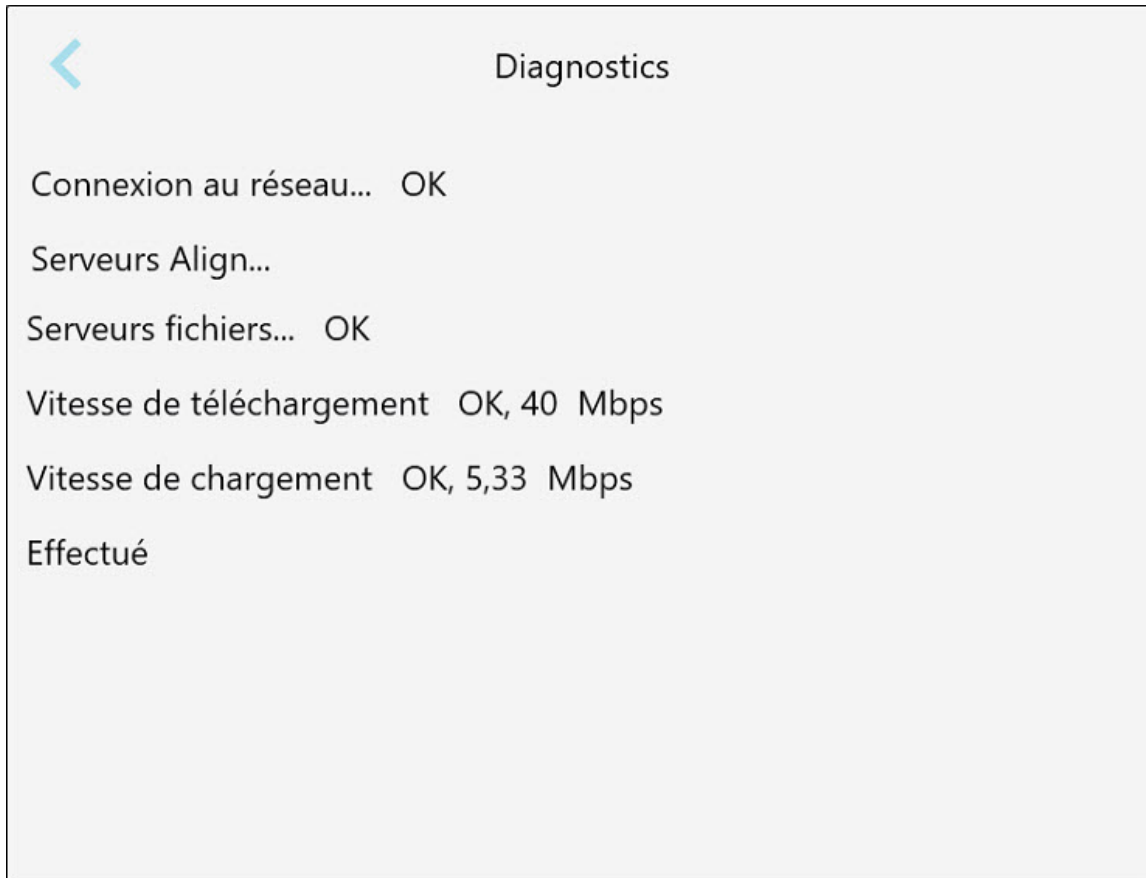 Diagnostics
Connexion au réseau... OK
Serveurs Align...
Serveurs fichiers... OK
Vitesse de téléchargement OK, 40 Mbps
Vitesse de chargement OK, 5,33 Mbps
Effectué